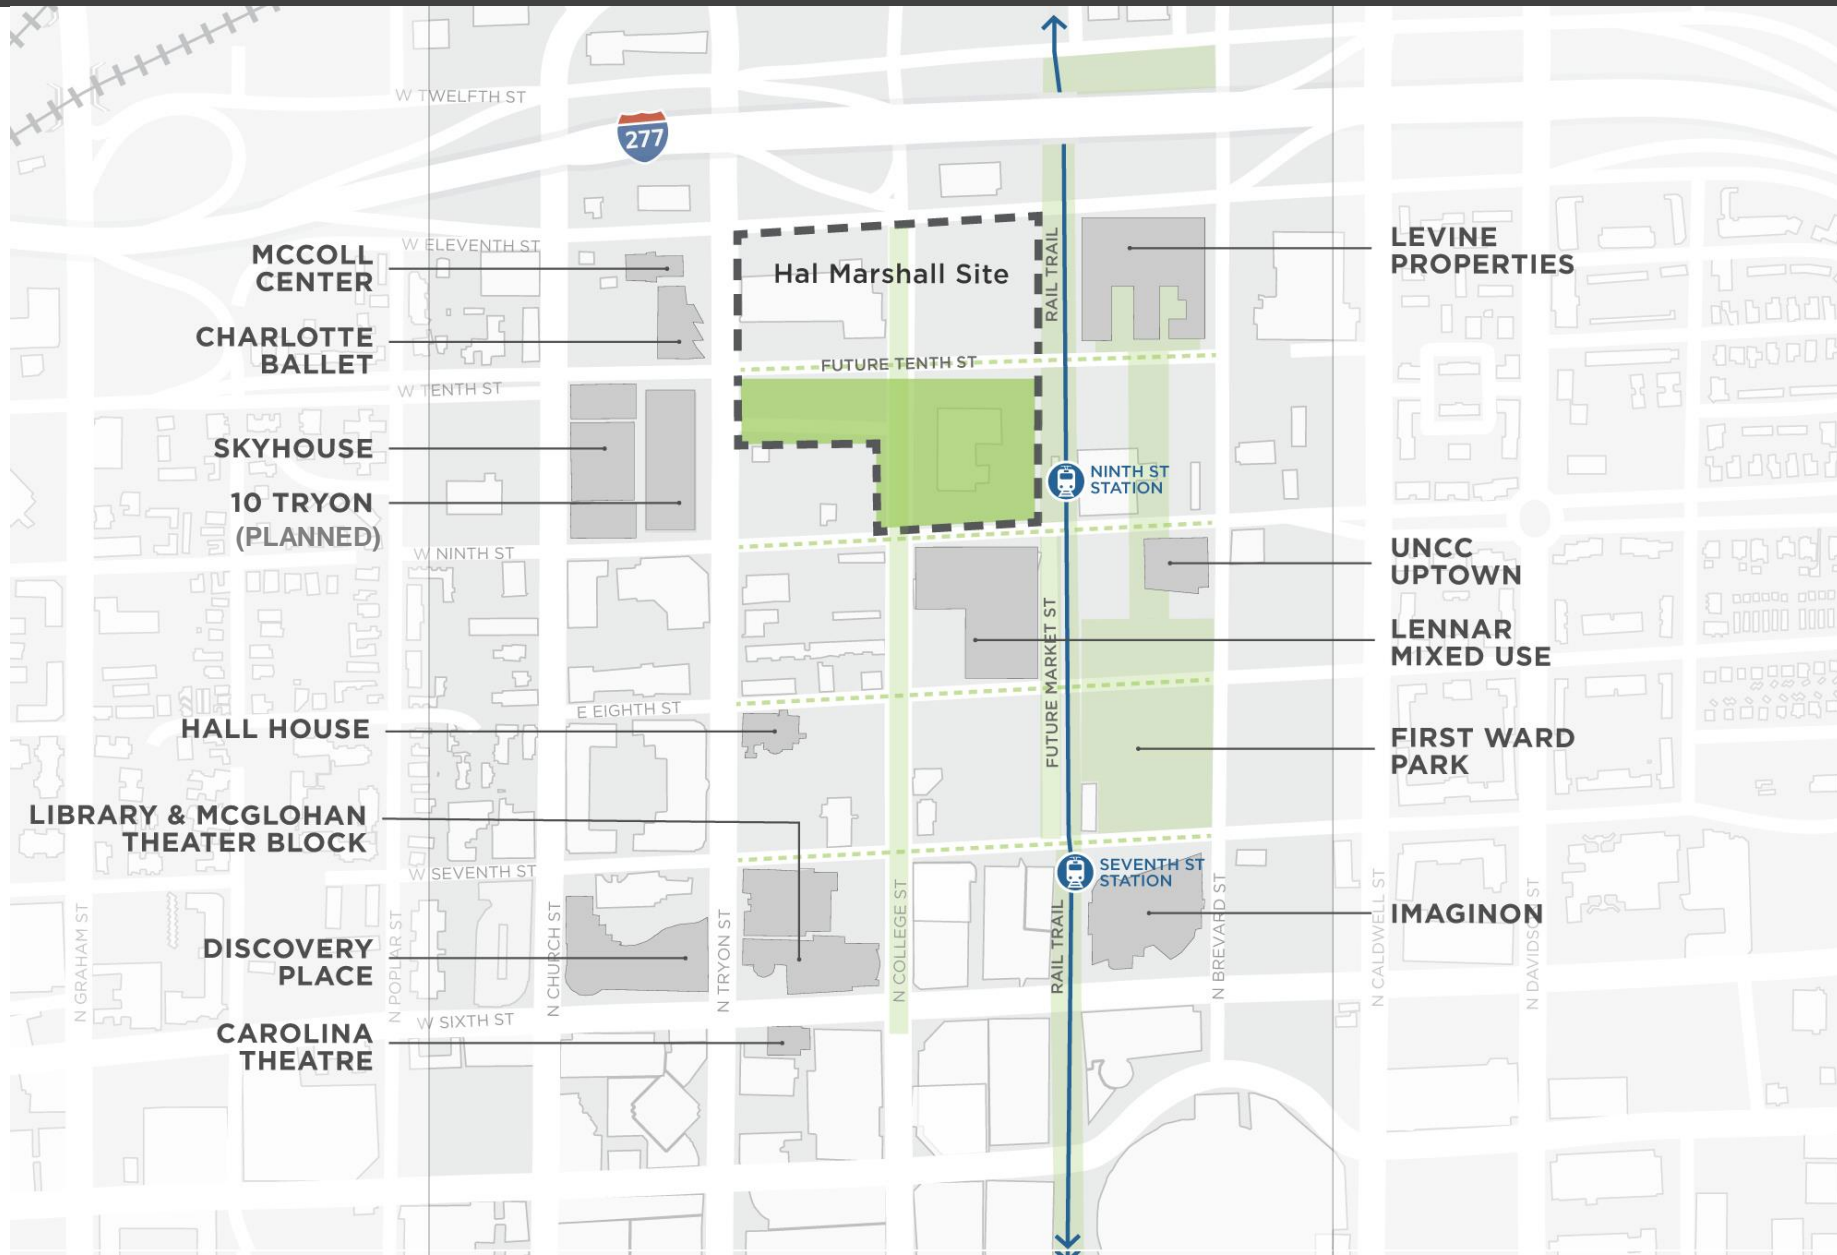 W TWELFTH ST
277
W ELEVENTH ST
MCCOLL
CENTER
Hal Marshall Site
RAIL TRAIL
LEVINE
PROPERTIES
CHARLOTTE
BALLET
FUTURE TENTH ST
W TENTH ST
SKYHOUSE
10 TRYON
(PLANNED)
NINTH ST
STATION
W NINTH ST
UNCC
UPTOWN
LENNAR
MIXED USE
FUTURE MARKET ST
E EIGHTH ST
HALL HOUSE
FIRST WARD
PARK
LIBRARY & MCGLOHAN
THEATER BLOCK
W SEVENTH ST
SEVENTH ST
STATION
IMAGINON
DISCOVERY
PLACE
N GRAHAM ST
N POPLAR ST
N CHURCH ST
N TRYON ST
N COLLEGE ST
RAIL TRAIL
N BREVARD ST
N CALDWELL ST
N DAVIDSON ST
W SIXTH ST
CAROLINA
THEATRE